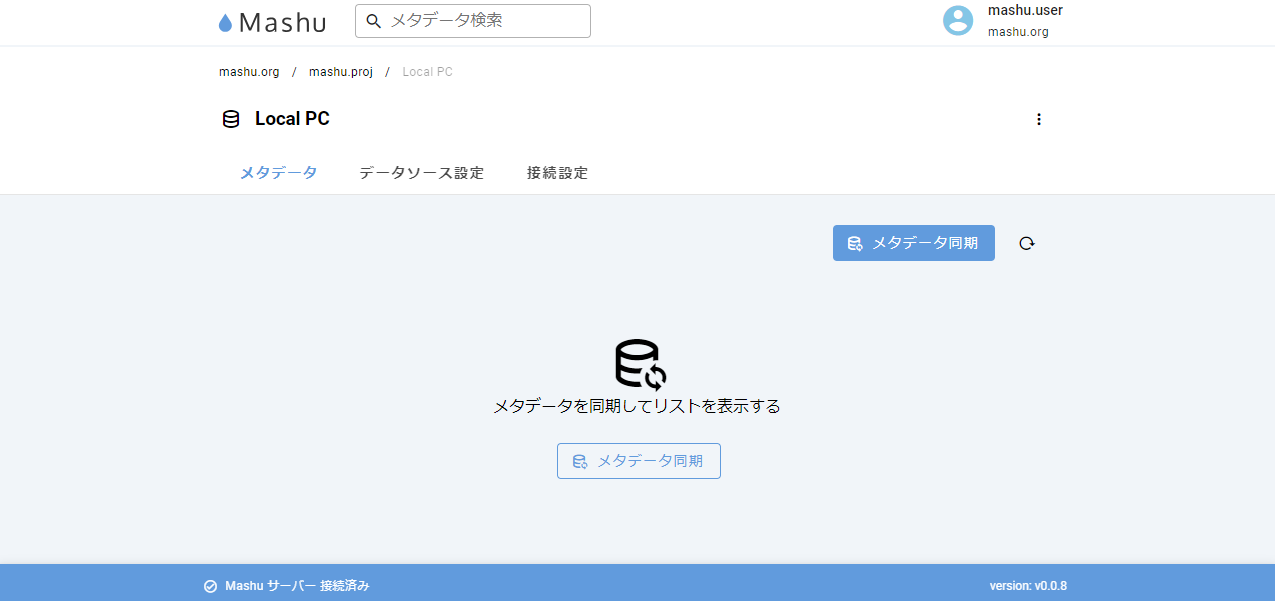 Mashu
メタデータ検索
mashu.user
mashu.org
mashu.org / mashu.proj / Local PC
Local PC
メタデータ データソース設定 接続設定
メタデータ同期
メタデータを同期してリストを表示する
メタデータ同期
Mashu サーバー 接続済み
version: v0.0.8